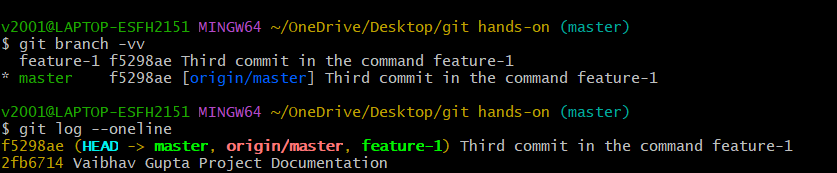 v2001@LAPTOP-ESFH2151 MINGW64 ~/OneDrive/Desktop/git hands-on (master)
$ git branch -vv
  feature-1 f5298ae Third commit in the command feature-1
* master    f5298ae [origin/master] Third commit in the command feature-1
v2001@LAPTOP-ESFH2151 MINGW64 ~/OneDrive/Desktop/git hands-on (master)
$ git log --oneline
f5298ae (HEAD -> master, origin/master, feature-1) Third commit in the command feature-1
2fb6714 Vaibhav Gupta Project Documentation